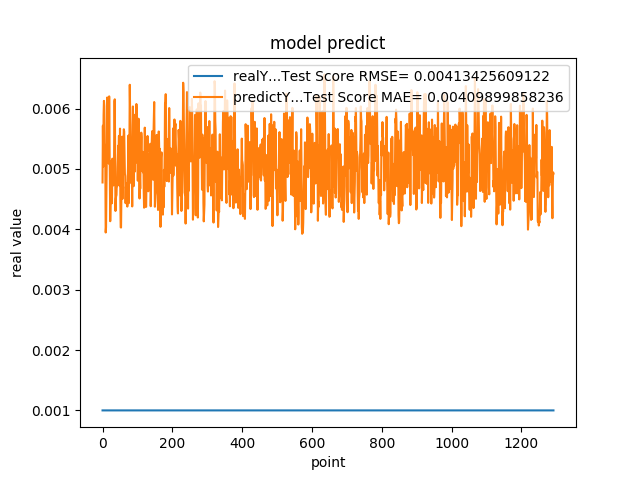 model predict
realY...Test Score RMSE= 0.00413425609122
predictY...Test Score MAE= 0.00409899858236
0.006
0.005
0.004
0.003
0.002
0.001
real value
0 200 400 600 800 1000 1200
point